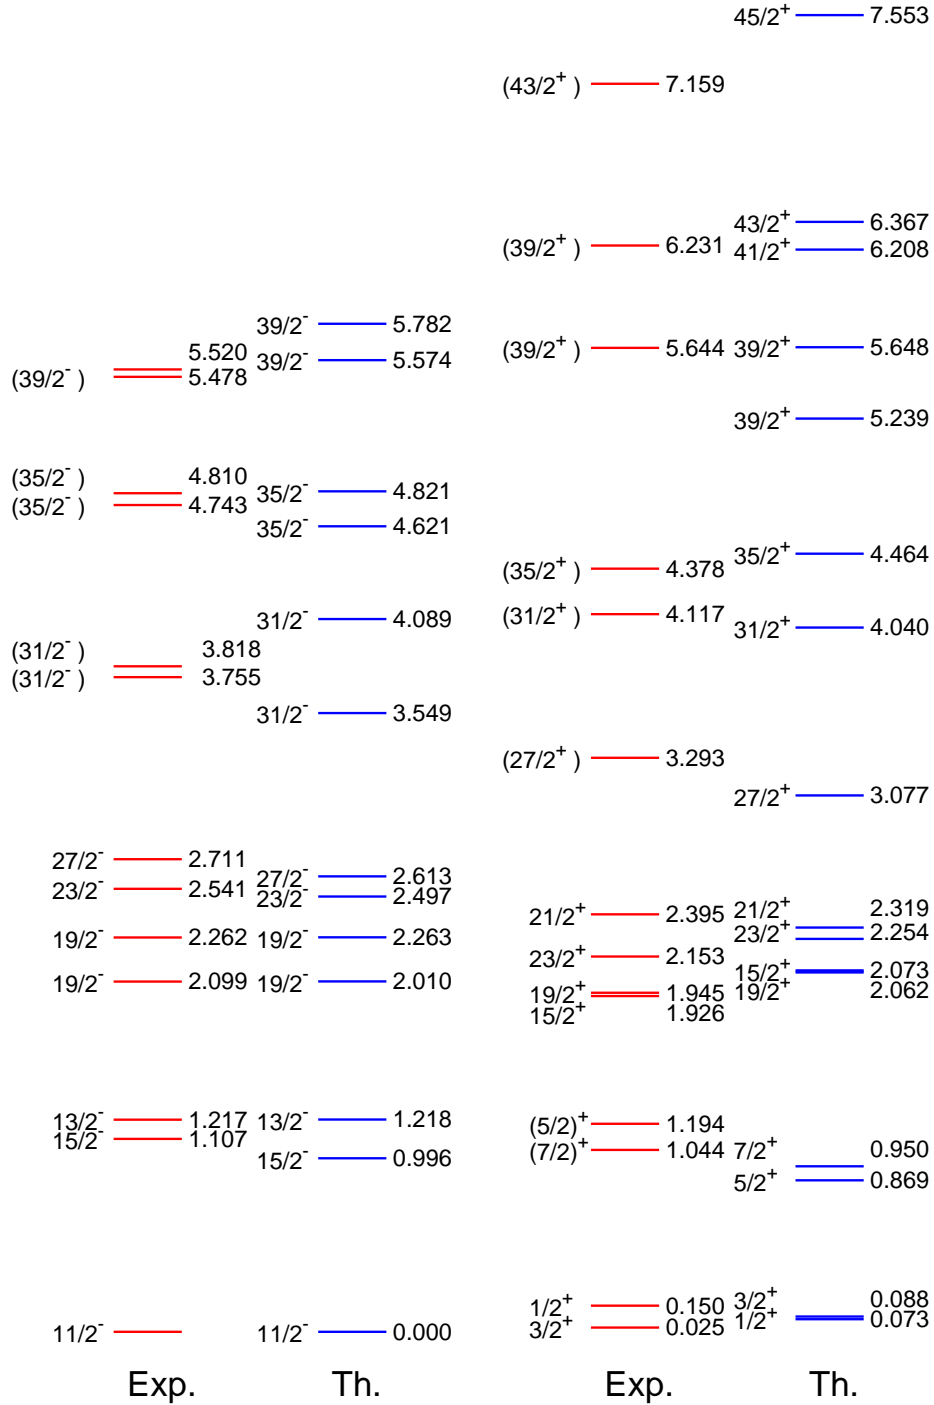 45/2+ 7.553
(43/2+ ) 7.159
43/2+ 6.367
(39/2+ ) 6.231 41/2+ 6.208
39/2- 5.782
5.520 39/2- 5.574 (39/2+ ) 5.644 39/2+ 5.648
(39/2- ) 5.478
39/2+ 5.239
(35/2- ) 4.810 35/2- 4.821
(35/2- ) 4.743 35/2- 4.621
35/2+ 4.464
(35/2+ ) 4.378
31/2- 4.089 (31/2+ ) 4.117 31/2+ 4.040
(31/2- ) 3.818
(31/2- ) 3.755
31/2- 3.549
(27/2+ ) 3.293
27/2+ 3.077
27/2- 2.711 27/2- 2.613
23/2- 2.541 23/2- 2.497
21/2+ 2.395 21/2+ 2.319
19/2- 2.262 19/2- 2.263 23/2+ 2.254
23/2+ 2.153
19/2- 2.099 19/2- 2.010 15/2+ 2.073
19/2+ 1.945 19/2+ 2.062
15/2+ 1.926
13/2- 1.217 13/2- 1.218 (5/2)+ 1.194
15/2- 1.107 15/2- 0.996 (7/2)+ 1.044 7/2+ 0.950
5/2+ 0.869
1/2+ 0.150 3/2+ 0.088
11/2- 11/2- 0.000 3/2+ 0.025 1/2+ 0.073
Exp. Th. Exp. Th.